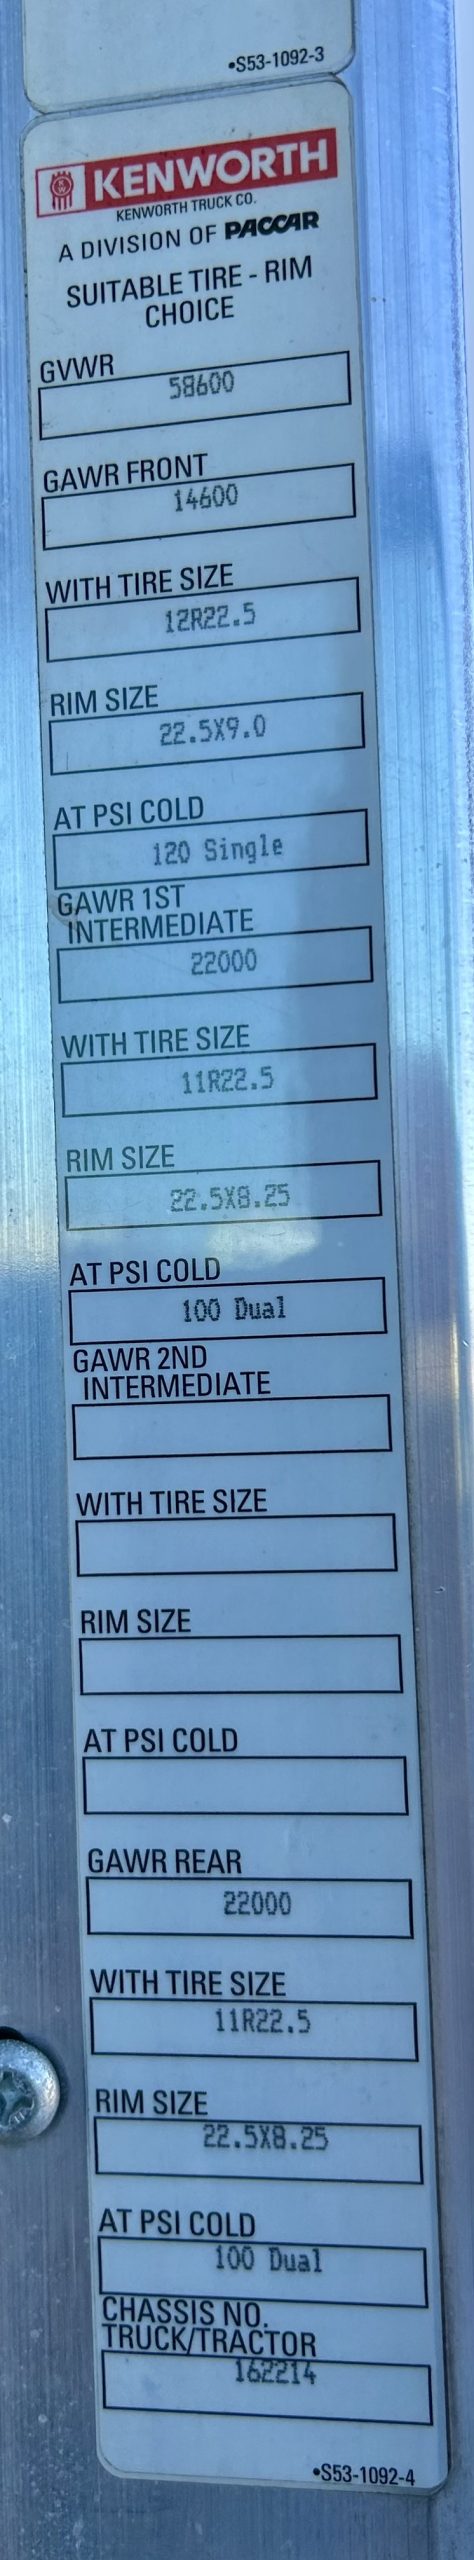 •S53-1092-3
KENWORTH
KENWORTH TRUCK CO.
A DIVISION OF PACCAR
SUITABLE TIRE - RIM
CHOICE
GVWR
58600
GAWR FRONT
14600
WITH TIRE SIZE
12R22.5
RIM SIZE
22.5X9.0
AT PSI COLD
120 Single
GAWR 1ST
INTERMEDIATE
22000
WITH TIRE SIZE
11R22.5
RIM SIZE
22.5X8.25
AT PSI COLD
100 Dual
GAWR 2ND
INTERMEDIATE
WITH TIRE SIZE
RIM SIZE
AT PSI COLD
GAWR REAR
22000
WITH TIRE SIZE
11R22.5
RIM SIZE
22.5X8.25
AT PSI COLD
100 Dual
CHASSIS NO.
TRUCK/TRACTOR
162214
•S53-1092-4